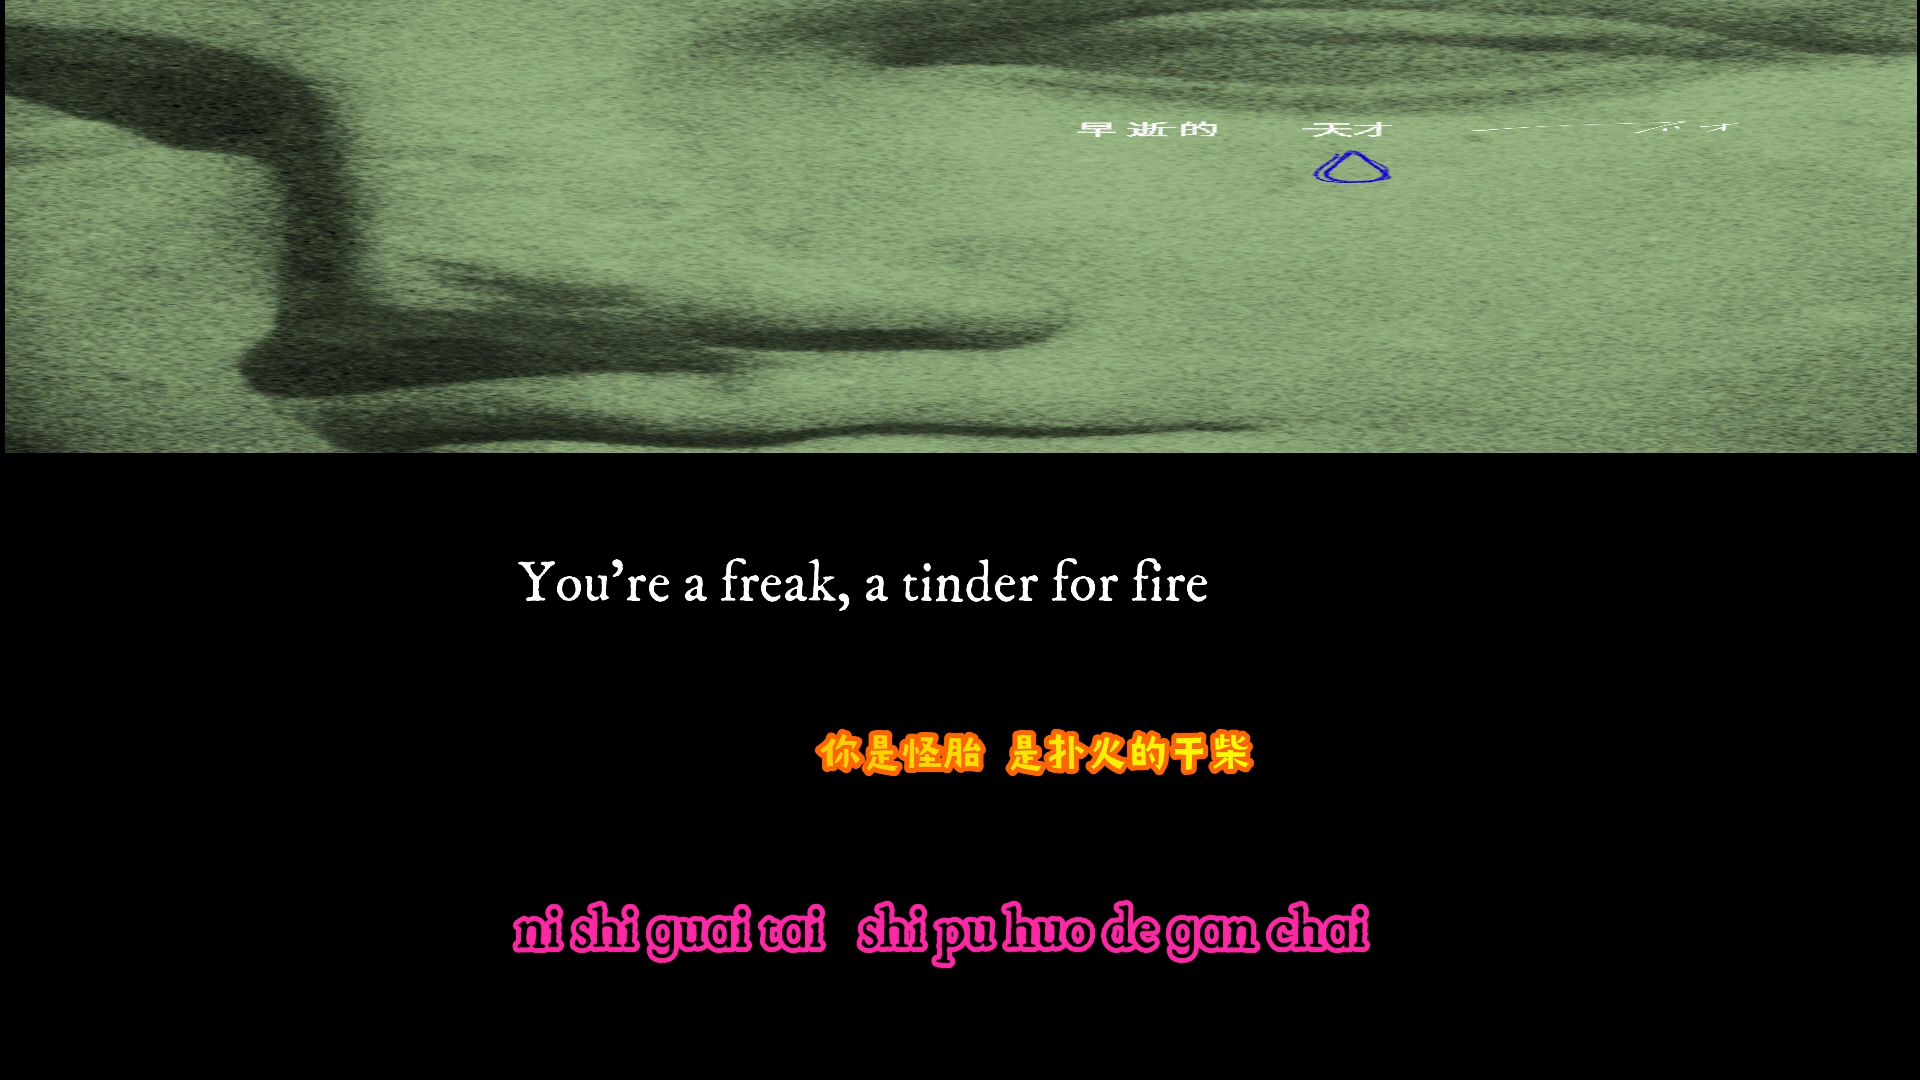 早逝的 天才
You're a freak, a tinder for fire
你是怪胎 是扑火的干柴
ni shi guai tai shi pu huo de gan chai